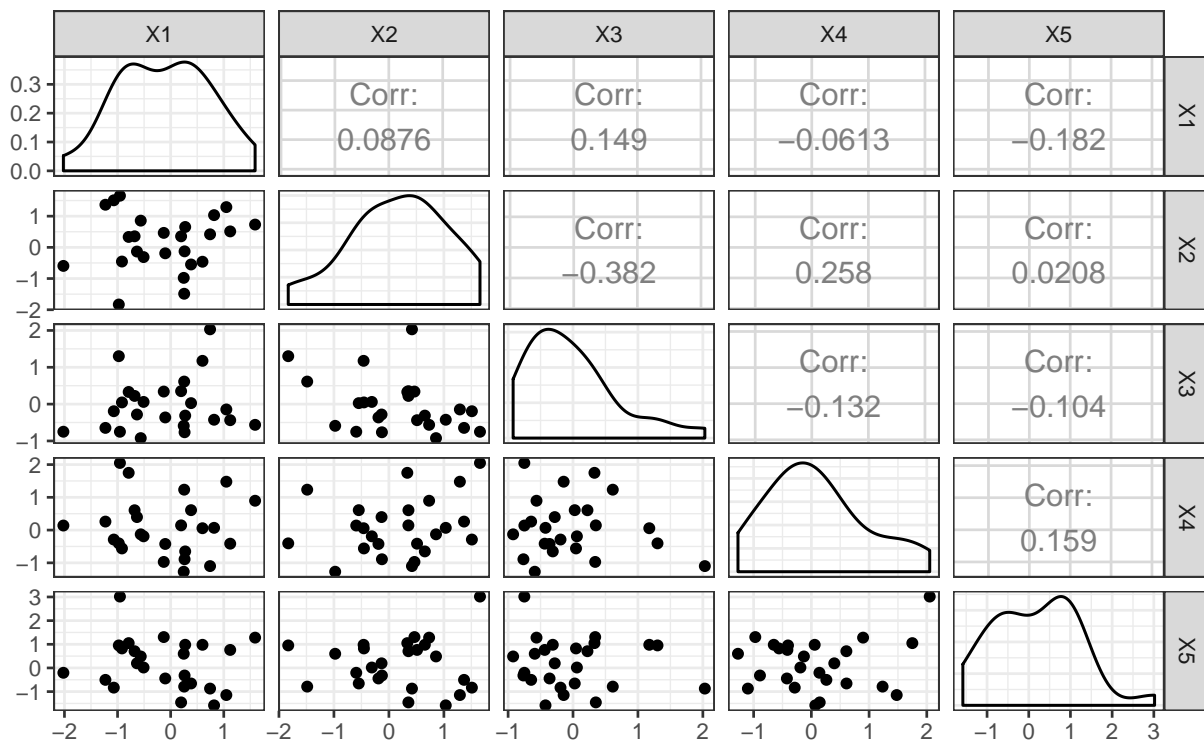 X1 X2 X3 X4 X5
0.3
0.2
0.1
0.0
Corr:
0.0876
Corr:
0.149
Corr:
−0.0613
Corr:
−0.182
X1
1
0
−1
−2
Corr:
−0.382
Corr:
0.258
Corr:
0.0208
X2
2
1
0
−1
Corr:
−0.132
Corr:
−0.104
X3
2
1
0
−1
Corr:
0.159
X4
3
2
1
0
−1
X5
−2 −1 0 1
−2 −1 0 1
−1 0 1 2
−1 0 1 2
−1 0 1 2 3